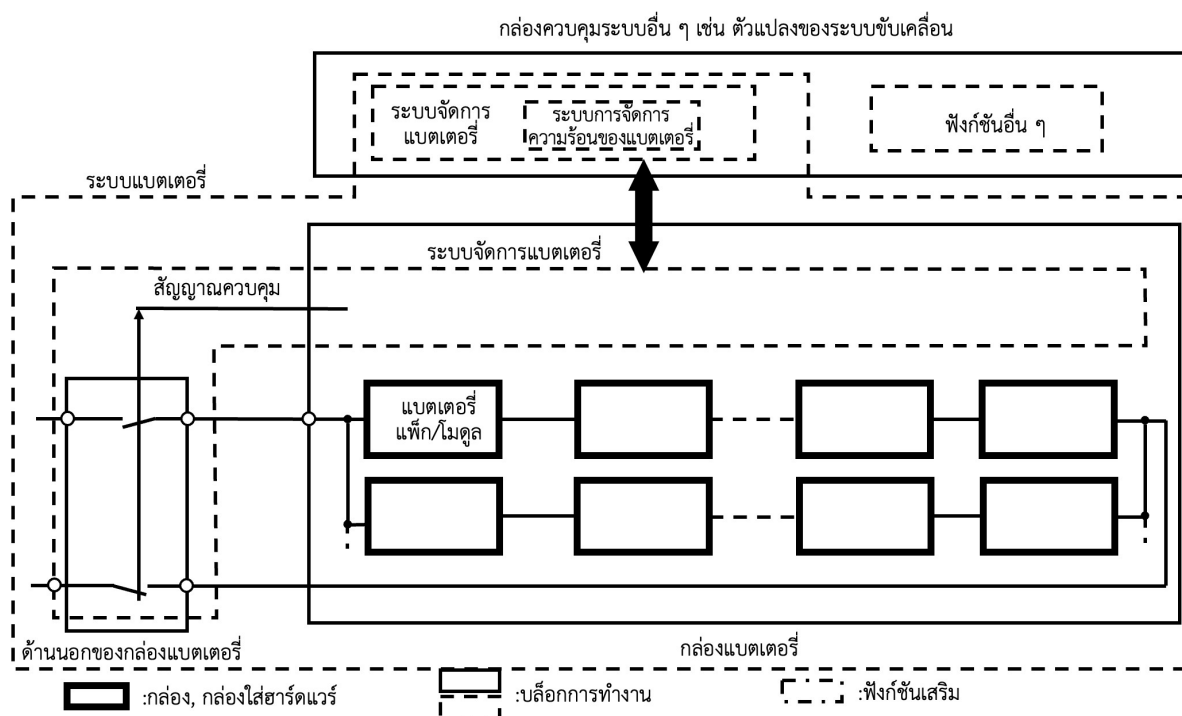 กล่องควบคุมระบบอื่น ๆ เช่น ตัวแปลงของระบบขับเคลื่อน
ระบบจัดการ
แบตเตอรี่
ระบบการจัดการ
ความร้อนของแบตเตอรี่
ฟังก์ชันอื่น ๆ
ระบบแบตเตอรี่
ระบบจัดการแบตเตอรี่
สัญญาณควบคุม
แบตเตอรี่
แพ็ก/โมดูล
ด้านนอกของกล่องแบตเตอรี่
กล่องแบตเตอรี่
:กล่อง, กล่องใส่ฮาร์ดแวร์
:บล็อกการทำงาน
:ฟังก์ชันเสริม